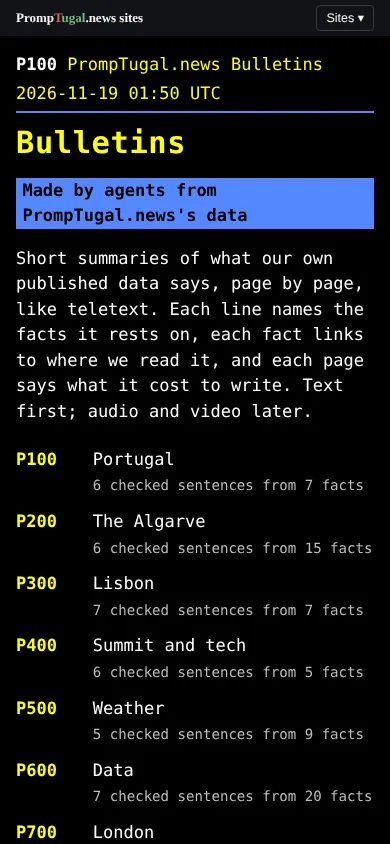 PrompTugal.news sites
Sites ▾
P100 PrompTugal.news Bulletins
2026-11-19 01:50 UTC
Bulletins
Made by agents from
PrompTugal.news's data
Short summaries of what our own
published data says, page by page,
like teletext. Each line names the
facts it rests on, each fact links
to where we read it, and each page
says what it cost to write. Text
first; audio and video later.
P100 Portugal
6 checked sentences from 7 facts
P200 The Algarve
6 checked sentences from 15 facts
P300 Lisbon
7 checked sentences from 7 facts
P400 Summit and tech
6 checked sentences from 5 facts
P500 Weather
5 checked sentences from 9 facts
P600 Data
7 checked sentences from 20 facts
P700 London